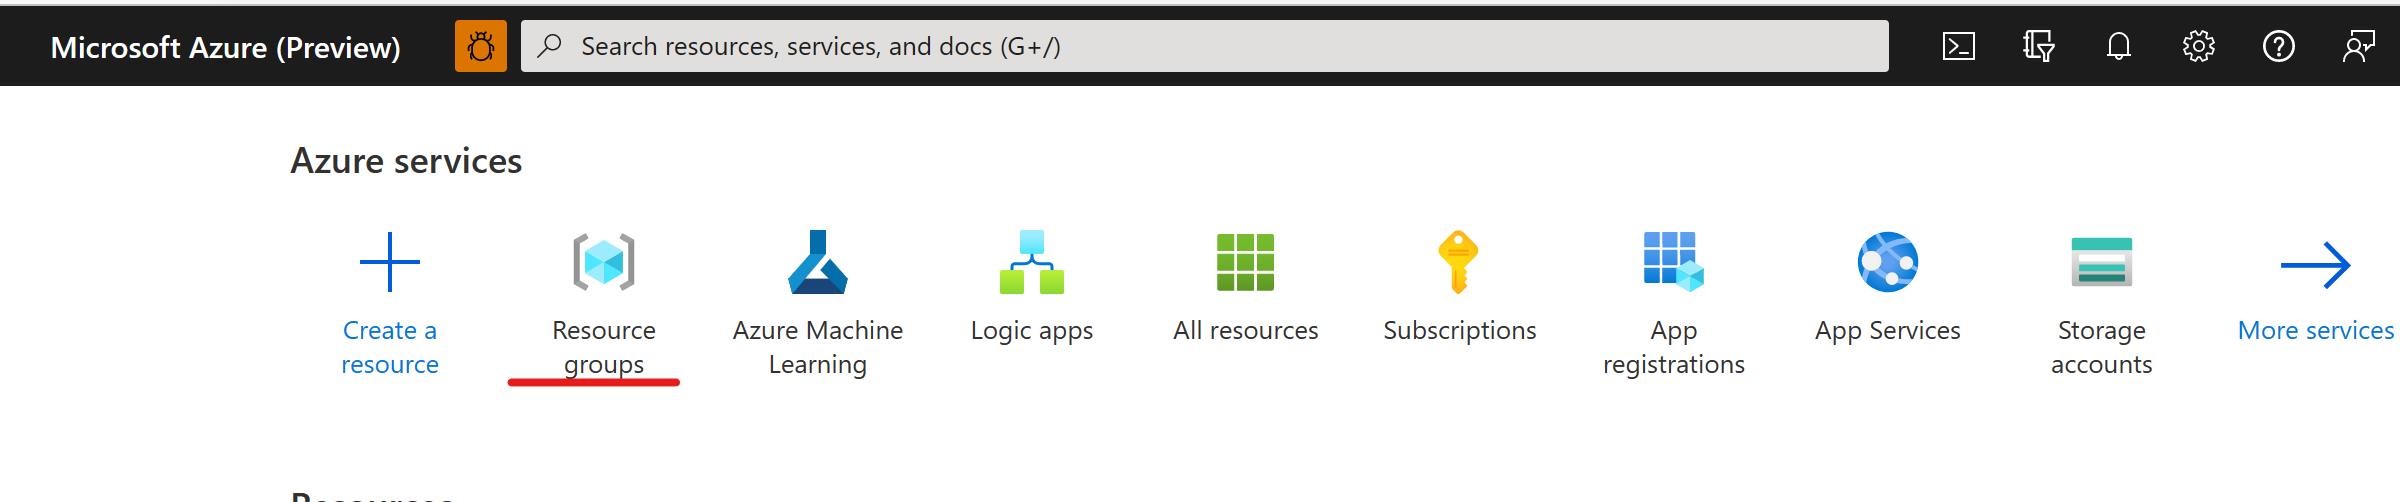 Microsoft Azure (Preview)
Search resources, services, and docs (G+/)
Azure services
Create a
resource
Resource
groups
Azure Machine
Learning
Logic apps
All resources
Subscriptions
App
registrations
App Services
Storage
accounts
More services
Resources